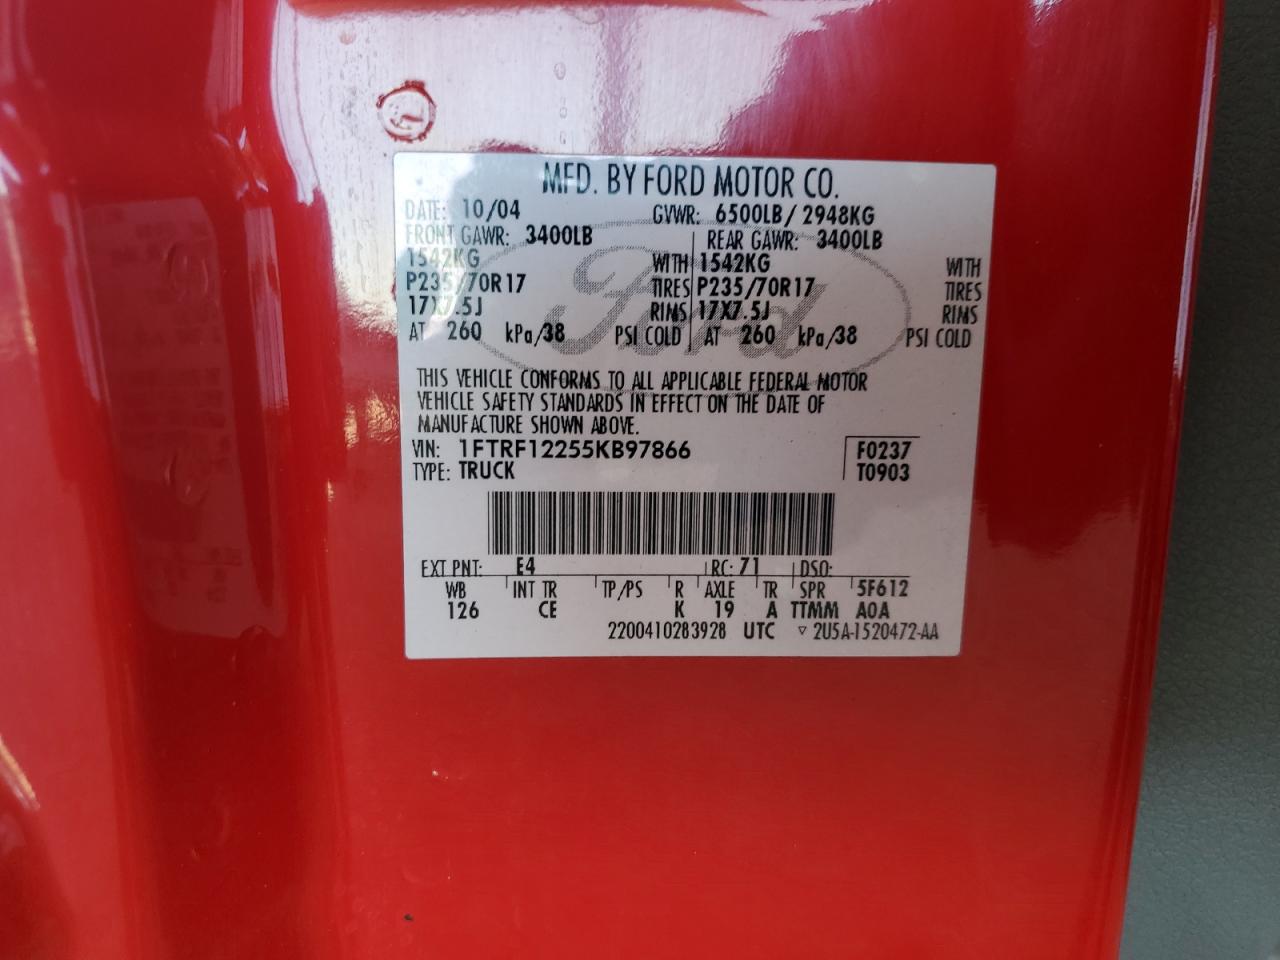 MFD. BY FORD MOTOR CO.
DATE: 10/04 GVWR: 6500LB/ 2948KG
FRONT GAWR: 3400LB REAR GAWR: 3400LB
1542KG WITH 1542KG WITH
P235/70R17 TIRES P235/70R17 TIRES
17X7.5J RIMS 17X7.5J RIMS
AT 260 kPa/38 PSI COLD AT 260 kPa/38 PSI COLD
Ford
THIS VEHICLE CONFORMS TO ALL APPLICABLE FEDERAL MOTOR
VEHICLE SAFETY STANDARDS IN EFFECT ON THE DATE OF
MANUFACTURE SHOWN ABOVE.
VIN: 1FTRF12255KB97866 F0237
TYPE: TRUCK T0903
EXT PNT: E4 RC: 71 DSO:
WB INT TR TP/PS R AXLE TR SPR 5F612
126 CE K 19 A TTMM A0A
2200410283928 UTC ▽ 2U5A-1520472-AA